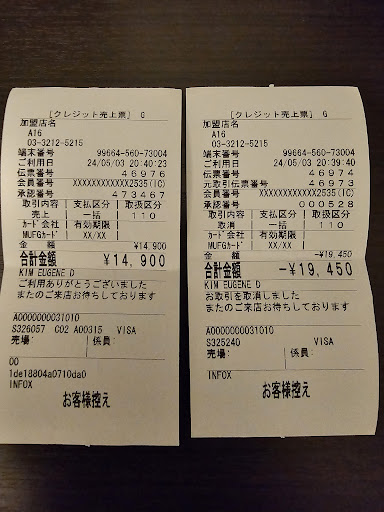 [クレジット売上票] G
加盟店名
A16
03-3212-5215
端末番号 99664-560-73004
ご利用日 24/05/03 20:40:23
伝票番号 46976
会員番号 XXXXXXXXXXXX2535(IC)
承認番号 473467
取引内容 支払区分 取扱区分
売上 一括 110
カード会社 有効期限
MUFGカード XX/XX
金 額 ¥14,900
合計金額 ¥14,900
KIM EUGENE D
ご利用ありがとうございました
またのご来店お待ちしております
A0000000031010
S326057 C02 A00315 VISA
売場: 係員:
00
1de18804a0710da0
INFOX
お客様控え
[クレジット売上票] G
加盟店名
A16
03-3212-5215
端末番号 99664-560-73004
ご利用日 24/05/03 20:39:40
伝票番号 46974
元取引伝票番号 46973
会員番号 XXXXXXXXXXXX2535(IC)
承認番号 000528
取引内容 支払区分 取扱区分
取消 一括 110
カード会社 有効期限
MUFGカード XX/XX
金 額 -¥19,450
合計金額 -¥19,450
KIM EUGENE D
お取引を取消しました
またのご来店お待ちしております
A0000000031010
S325240 VISA
売場: 係員:
INFOX
お客様控え